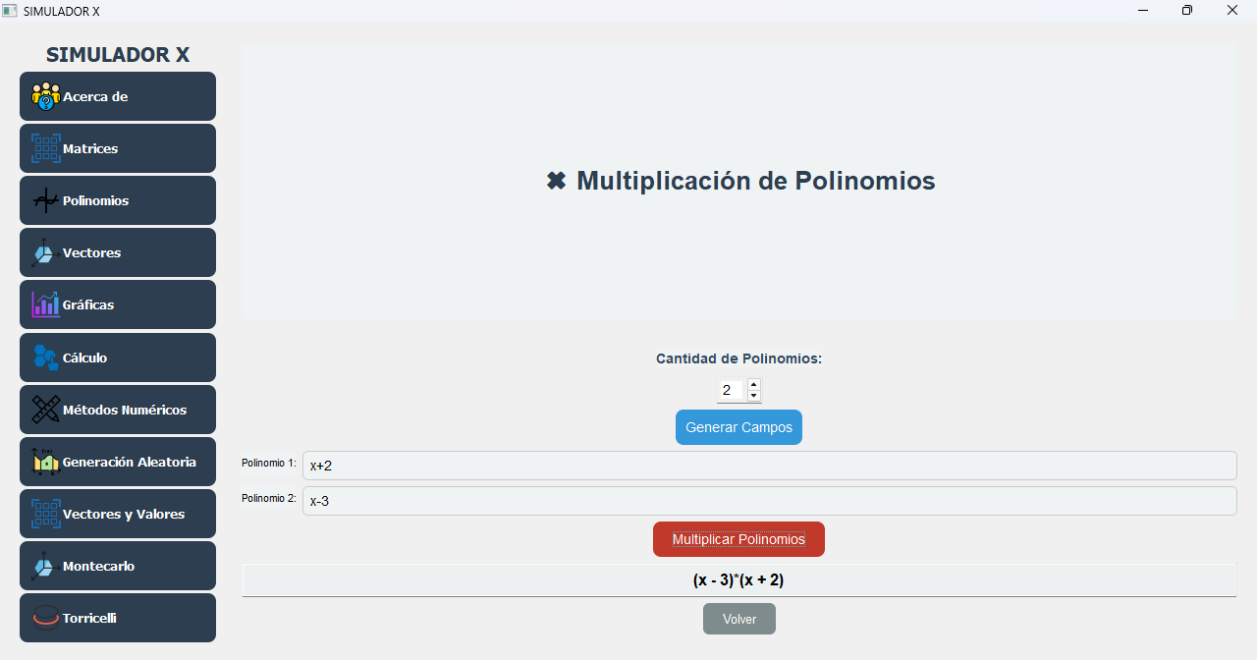 SIMULADOR X
SIMULADOR X
Acerca de
Matrices
Polinomios
Vectores
Gráficas
Cálculo
Métodos Numéricos
Generación Aleatoria
Vectores y Valores
Montecarlo
Torricelli
✖ Multiplicación de Polinomios
Cantidad de Polinomios:
2
Generar Campos
Polinomio 1: x+2
Polinomio 2: x-3
Multiplicar Polinomios
(x - 3)*(x + 2)
Volver